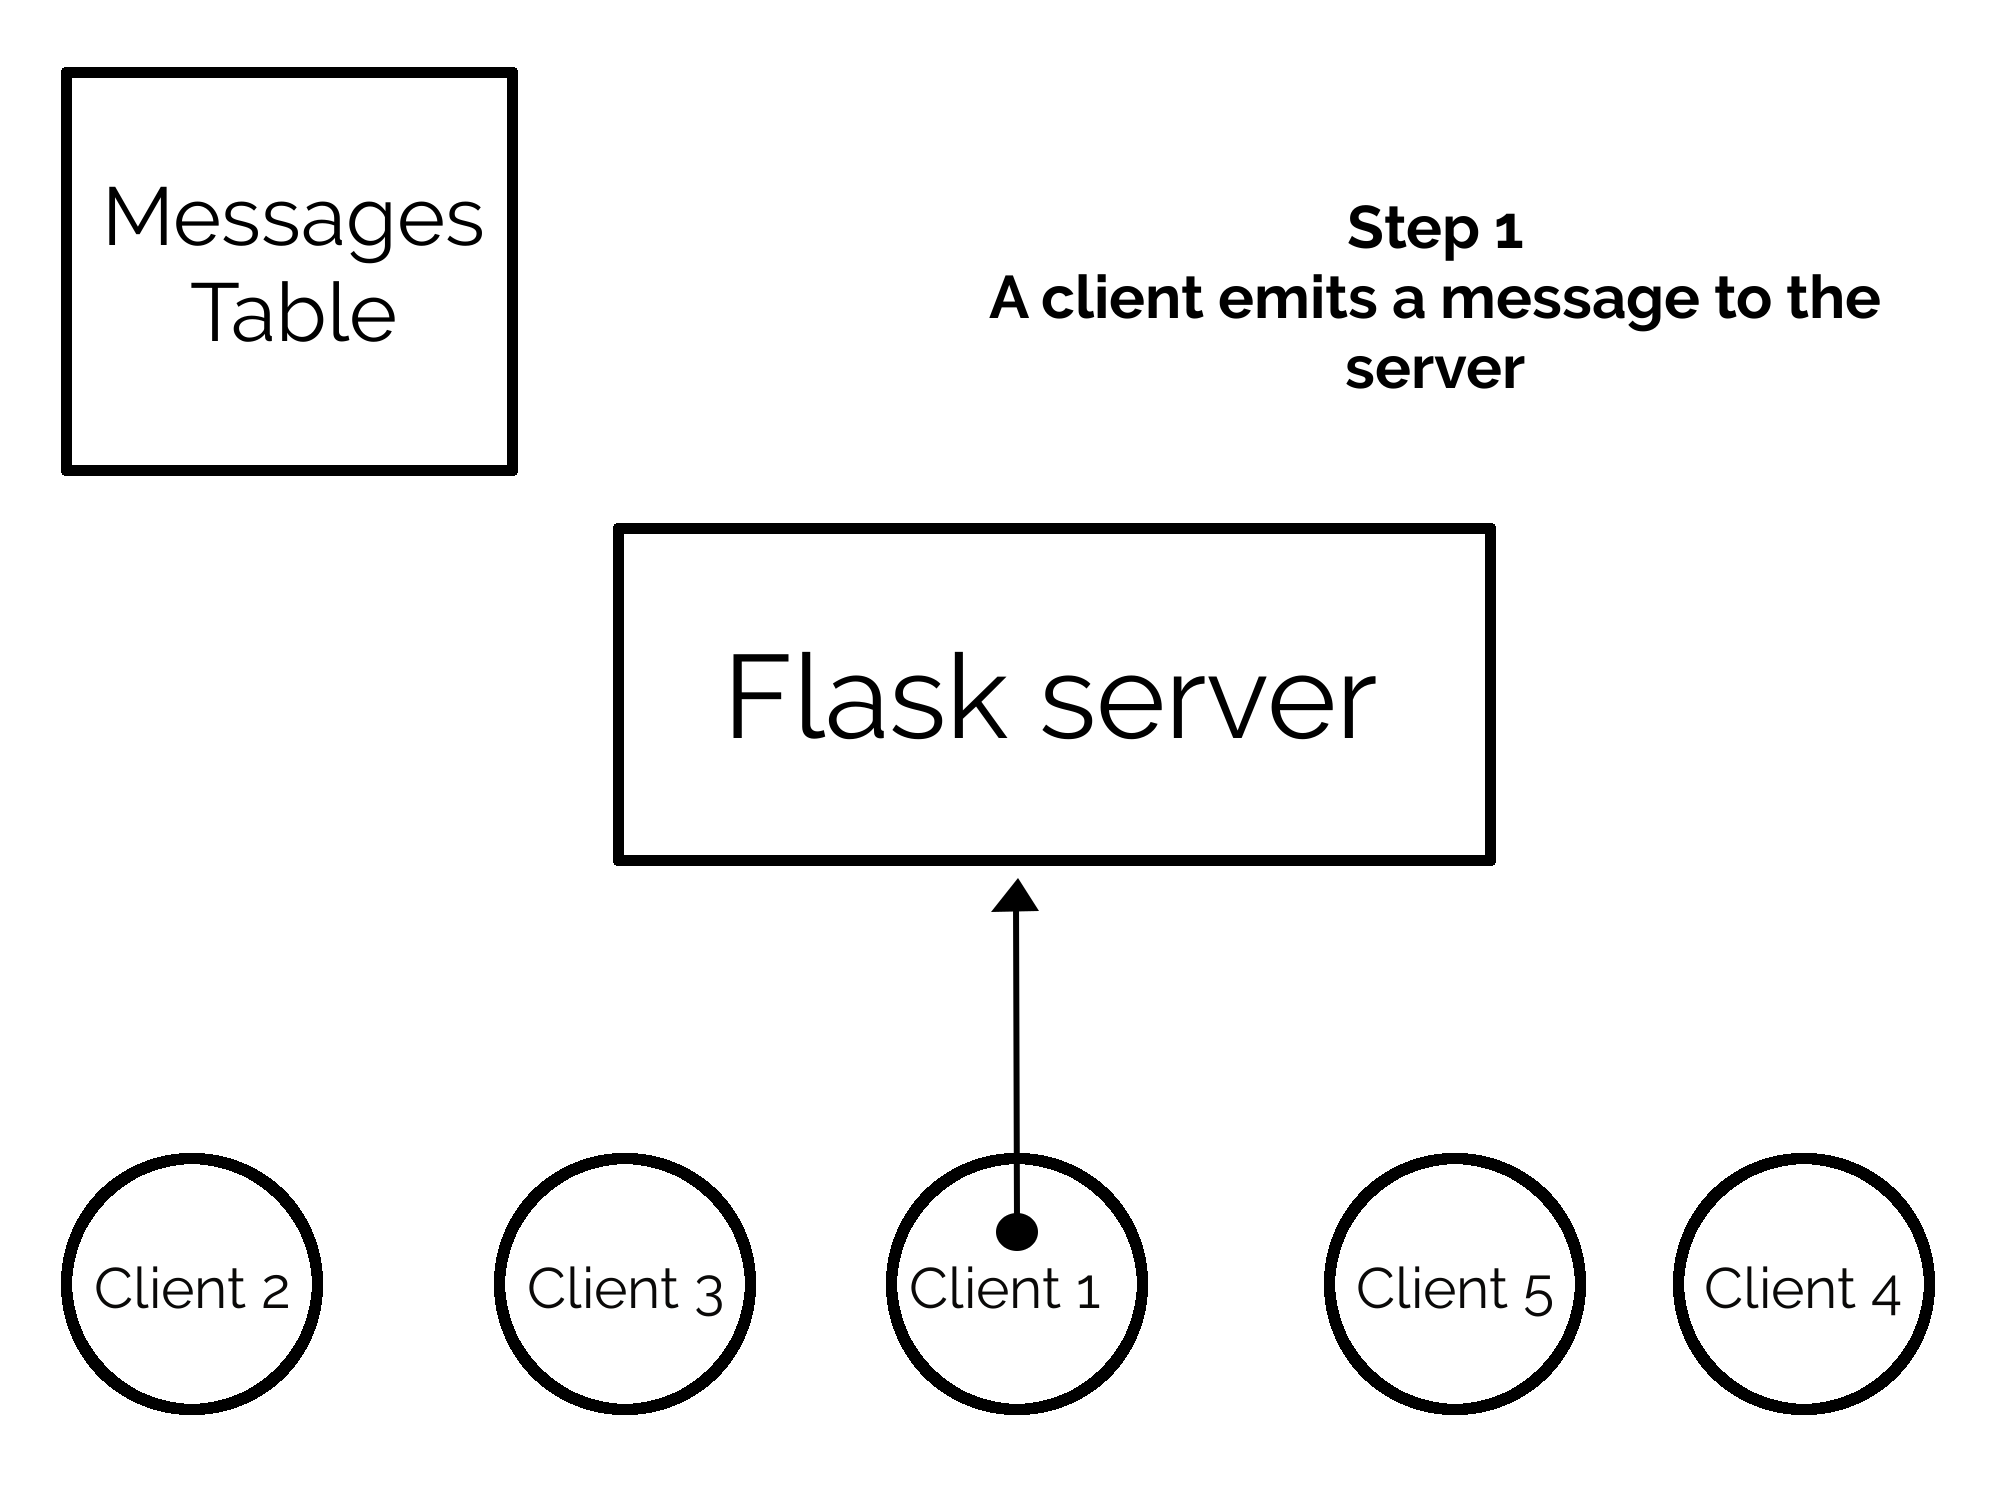 Messages
Table
Step 1
A client emits a message to the
server
Flask server
Client 2
Client 3
Client 1
Client 5
Client 4